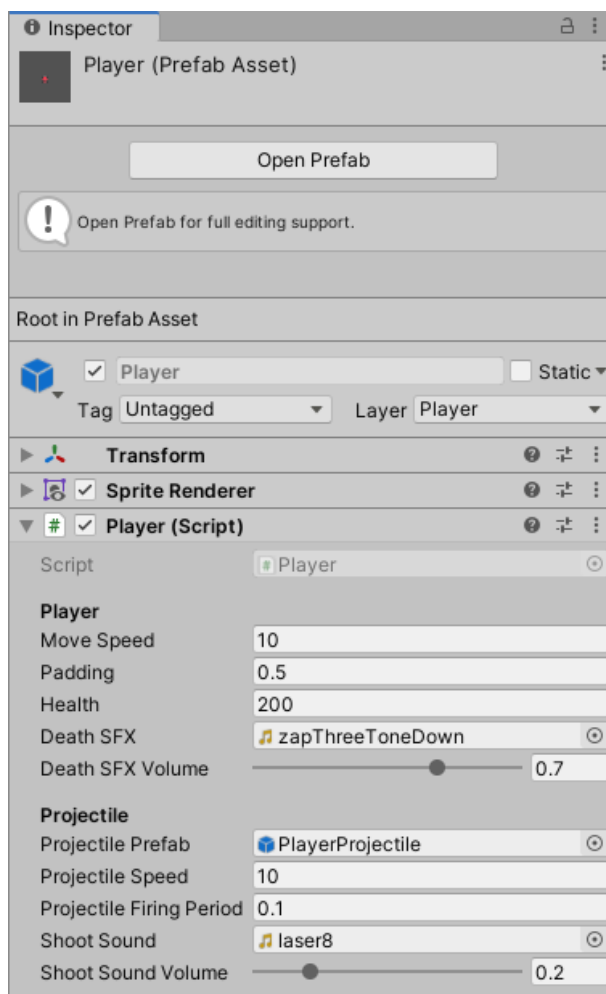 Inspector
Player (Prefab Asset)
Open Prefab
Open Prefab for full editing support.
Root in Prefab Asset
Player Static
Tag Untagged Layer Player
Transform
Sprite Renderer
# Player (Script)
Script # Player
Player
Move Speed 10
Padding 0.5
Health 200
Death SFX zapThreeToneDown
Death SFX Volume 0.7
Projectile
Projectile Prefab PlayerProjectile
Projectile Speed 10
Projectile Firing Period 0.1
Shoot Sound laser8
Shoot Sound Volume 0.2